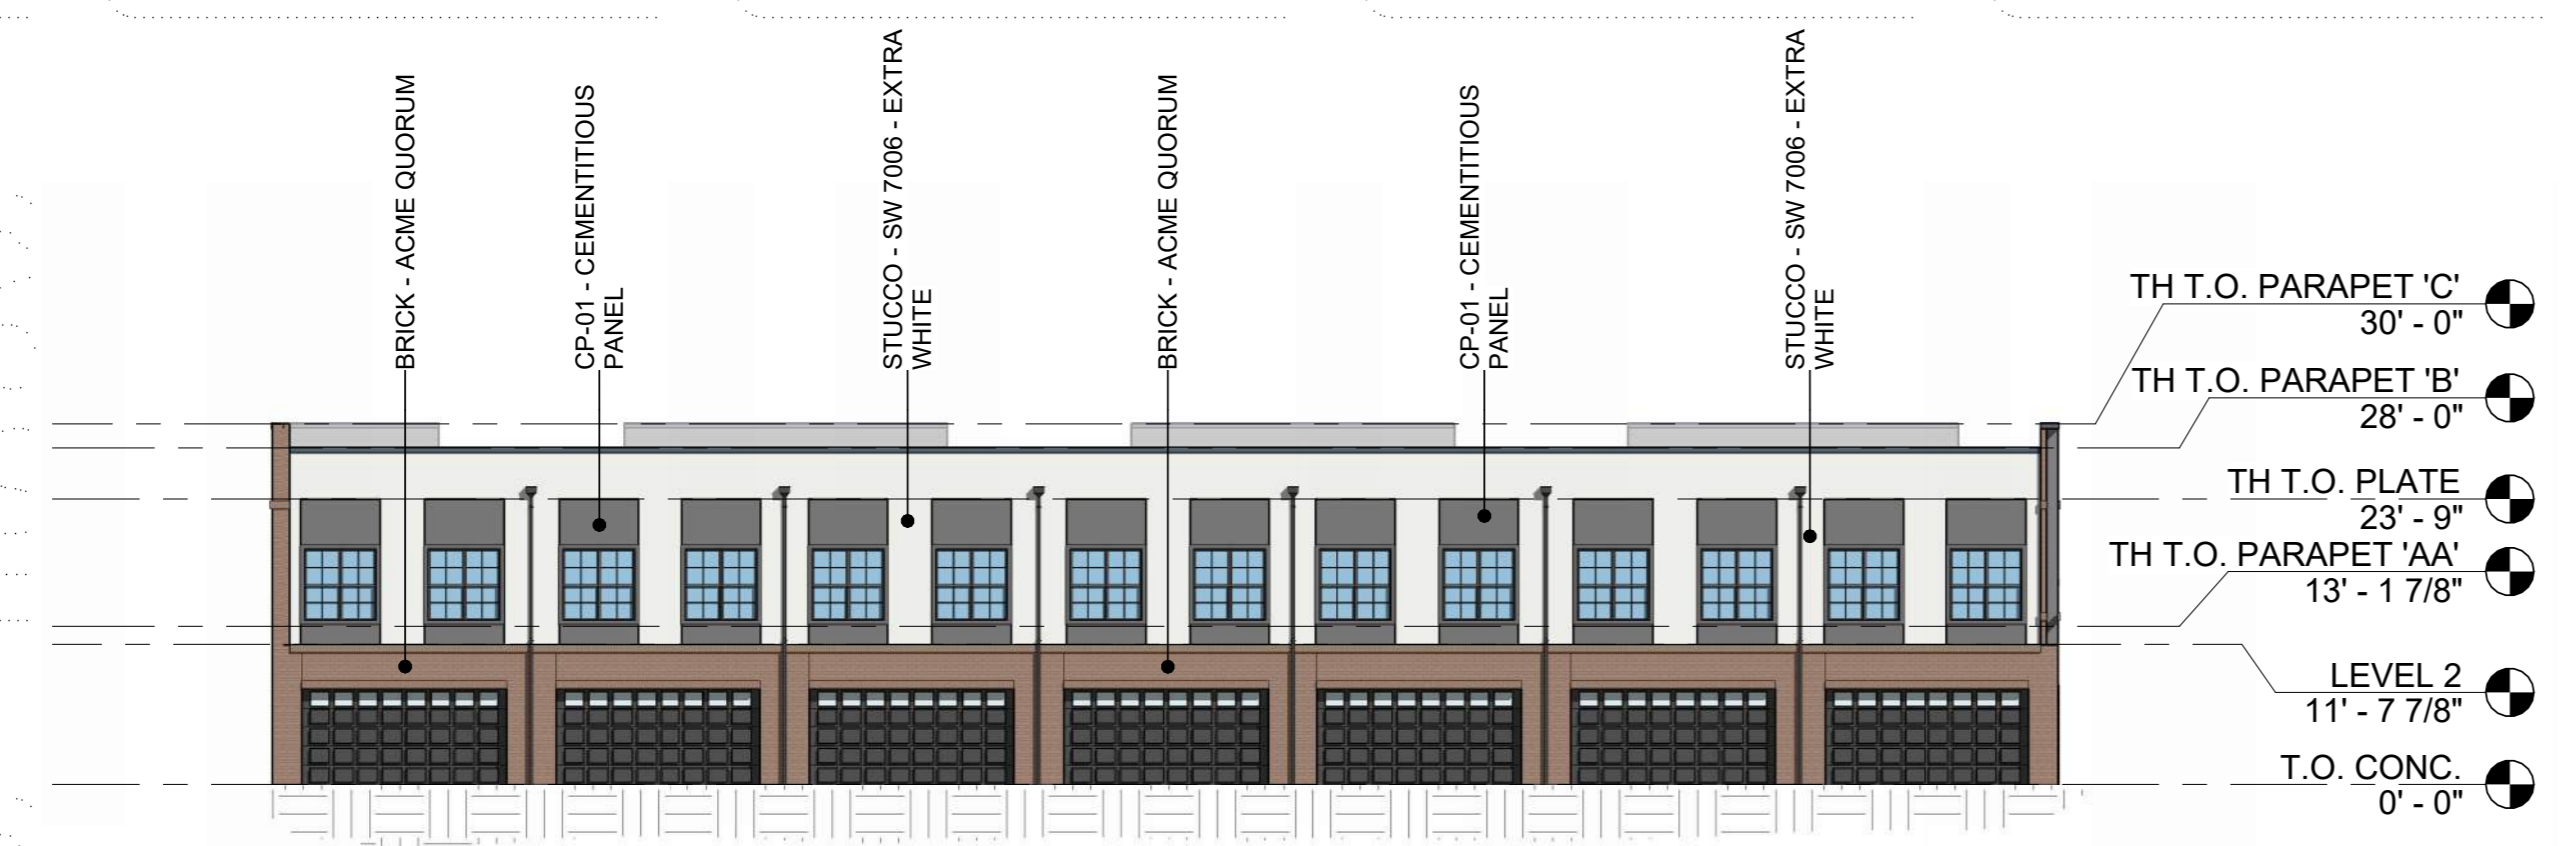 BRICK - ACME QUORUM
CP-01 - CEMENTITIOUS
PANEL
STUCCO - SW 7006 - EXTRA
WHITE
BRICK - ACME QUORUM
CP-01 - CEMENTITIOUS
PANEL
STUCCO - SW 7006 - EXTRA
WHITE
TH T.O. PARAPET 'C'
30' - 0"
TH T.O. PARAPET 'B'
28' - 0"
TH T.O. PLATE
23' - 9"
TH T.O. PARAPET 'AA'
13' - 1 7/8"
LEVEL 2
11' - 7 7/8"
T.O. CONC.
0' - 0"